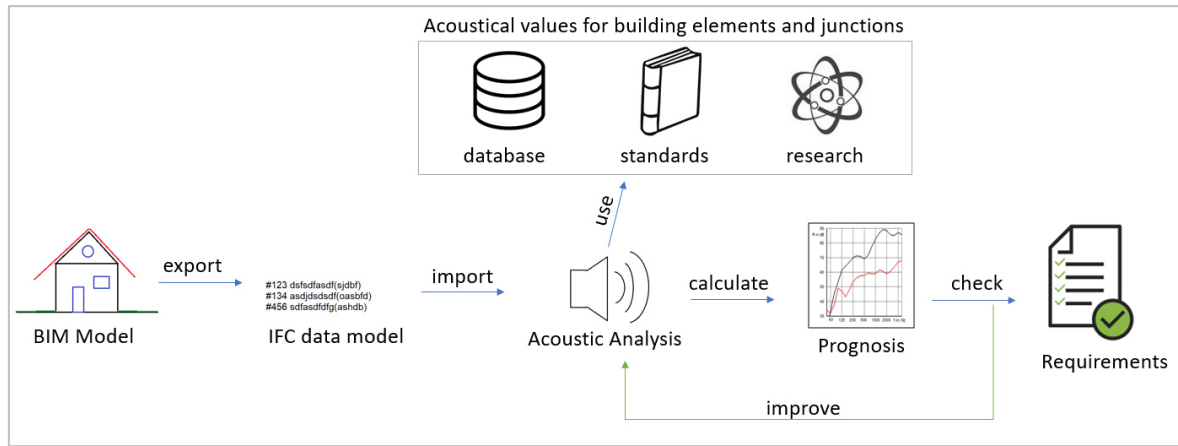 Acoustical values for building elements and junctions
database
standards
research
use
export
import
calculate
check
#123 dsfsdfasdf(sjdbf)
#134 asdjdsdsdf(oasbfd)
#456 sdfasdfdfg(ashdb)
BIM Model
IFC data model
Acoustic Analysis
Prognosis
Requirements
improve